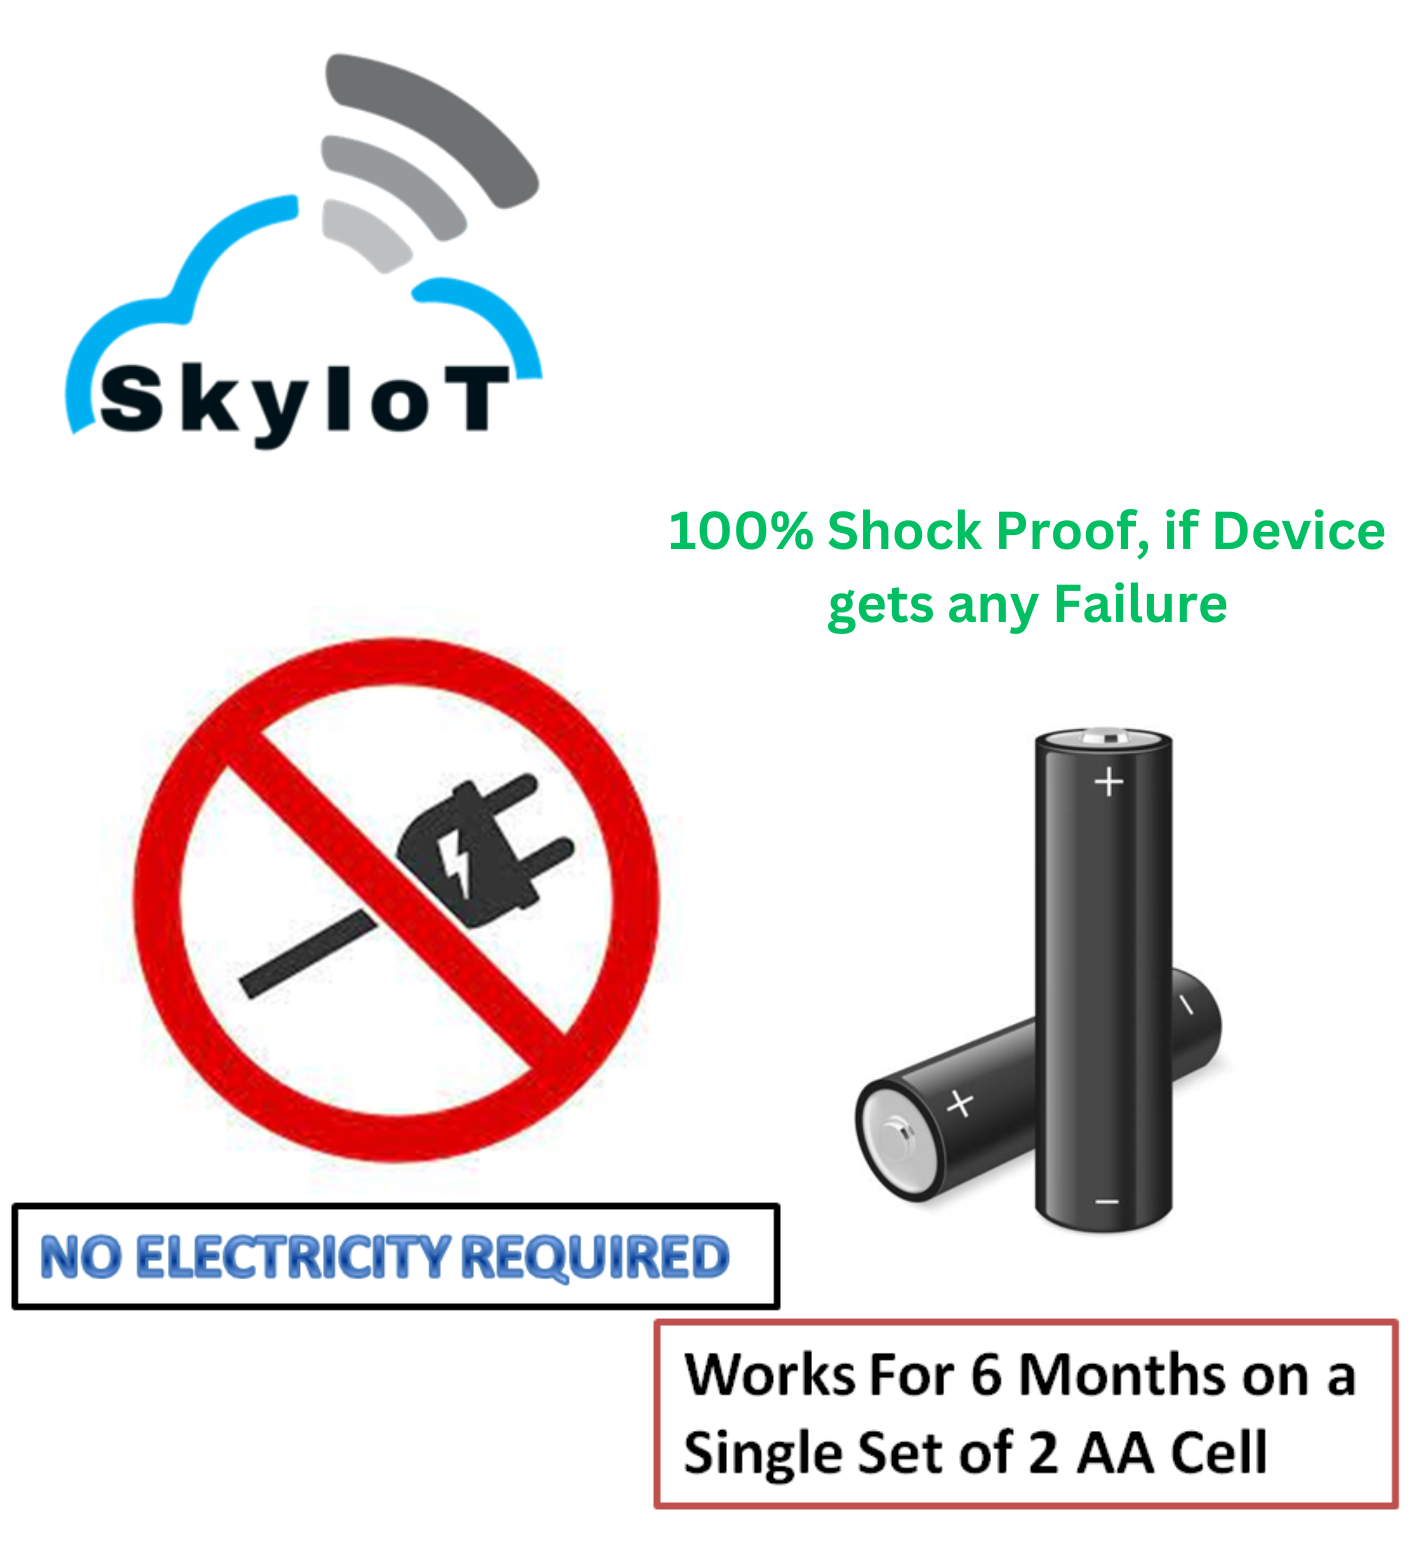 SkyIoT
100% Shock Proof, if Device
gets any Failure
+
+
−
−
NO ELECTRICITY REQUIRED
Works For 6 Months on a
Single Set of 2 AA Cell